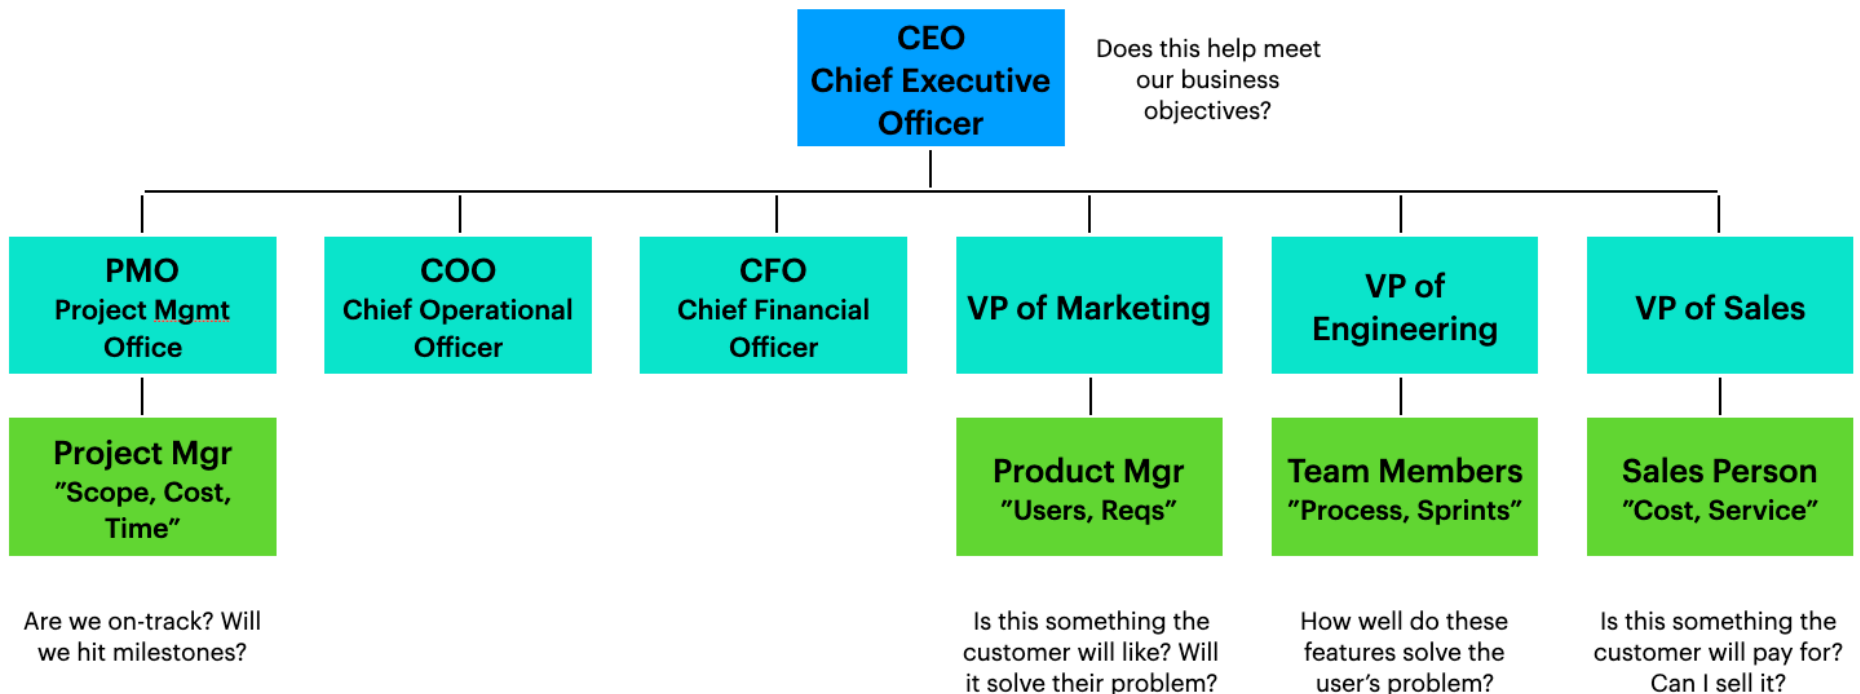 CEO
Chief Executive
Officer
Does this help meet
our business
objectives?
PMO
Project Mgmt
Office
COO
Chief Operational
Officer
CFO
Chief Financial
Officer
VP of Marketing
VP of
Engineering
VP of Sales
Project Mgr
”Scope, Cost,
Time”
Product Mgr
”Users, Reqs”
Team Members
”Process, Sprints”
Sales Person
”Cost, Service”
Are we on-track? Will
we hit milestones?
Is this something the
customer will like? Will
it solve their problem?
How well do these
features solve the
user’s problem?
Is this something the
customer will pay for?
Can I sell it?